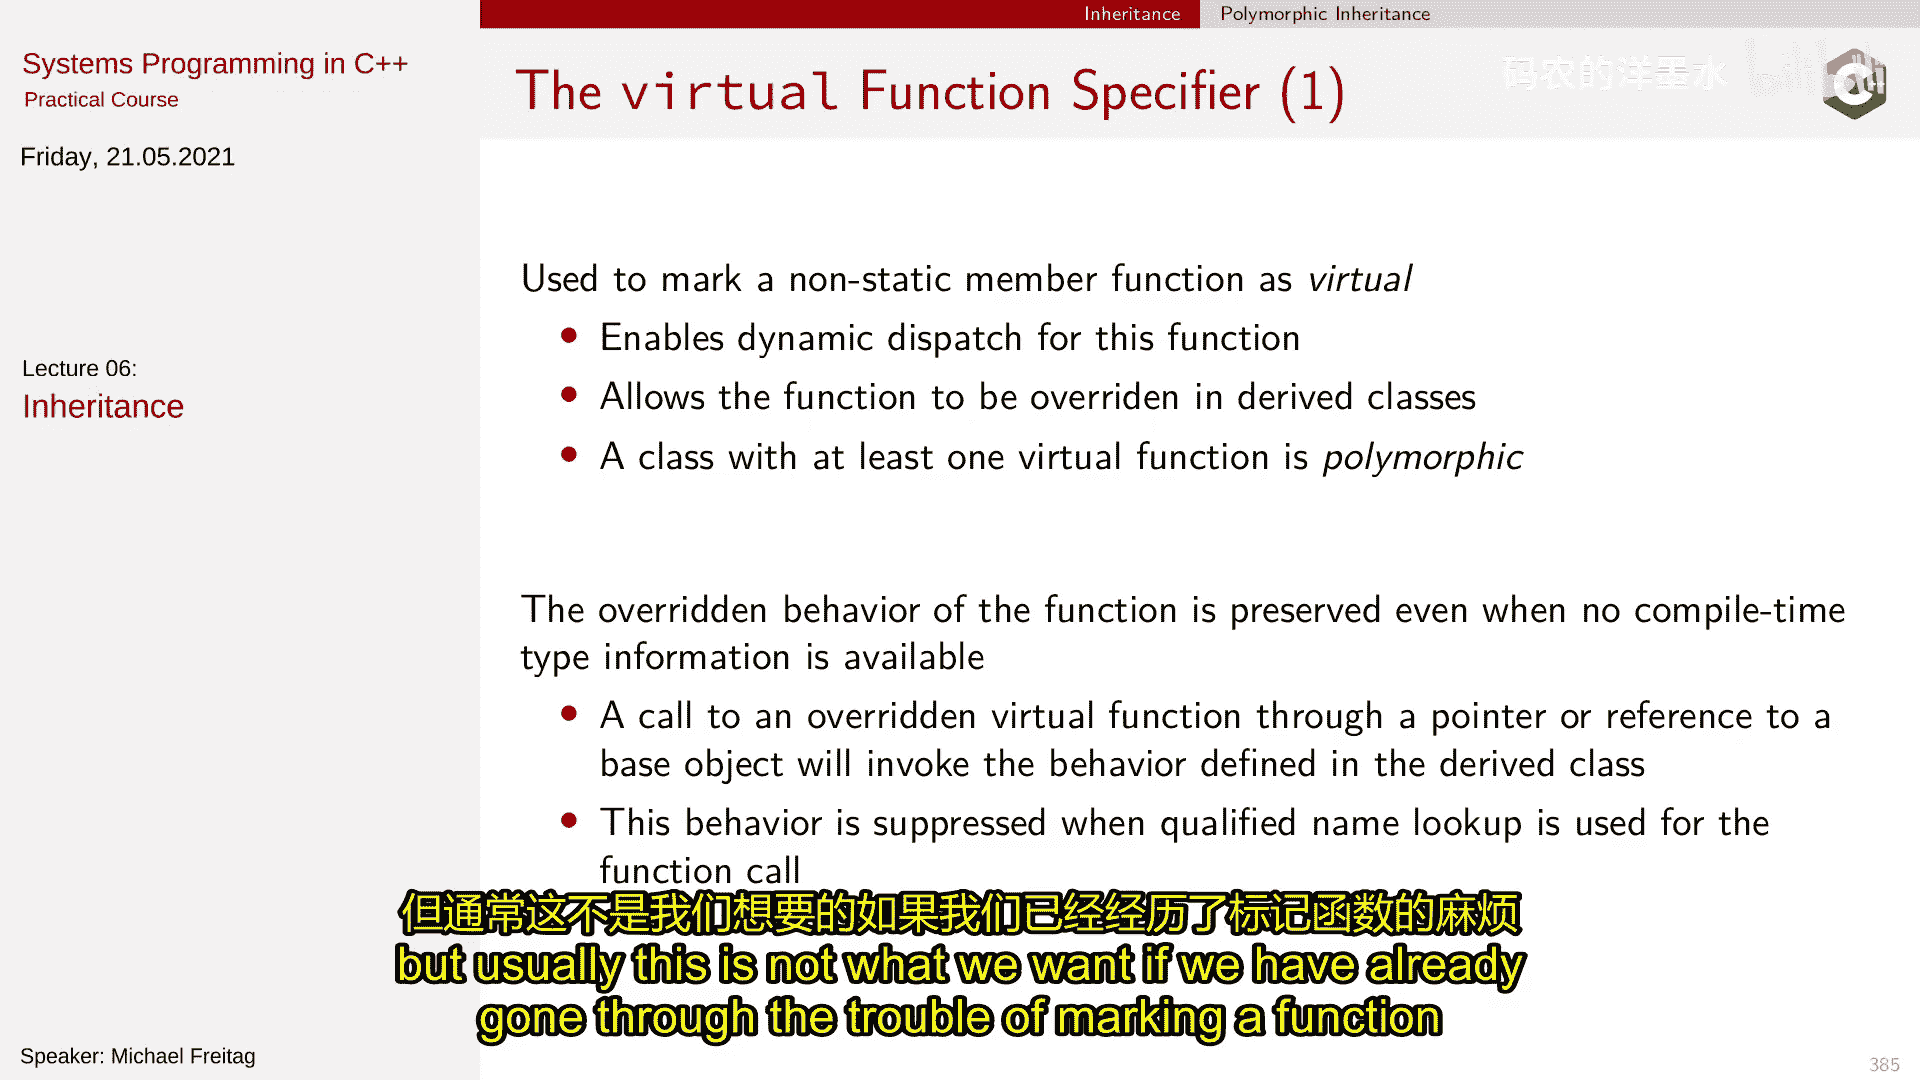 Inheritance
Polymorphic Inheritance
Systems Programming in C++
Practical Course
Friday, 21.05.2021
The virtual Function Specifier (1)
码农的洋墨水
Used to mark a non-static member function as virtual
Enables dynamic dispatch for this function
Allows the function to be overriden in derived classes
A class with at least one virtual function is polymorphic
Lecture 06:
Inheritance
The overridden behavior of the function is preserved even when no compile-time
type information is available
A call to an overridden virtual function through a pointer or reference to a
base object will invoke the behavior defined in the derived class
This behavior is suppressed when qualified name lookup is used for the
function call
但通常这不是我们想要的如果我们已经经历了标记函数的麻烦
but usually this is not what we want if we have already
gone through the trouble of marking a function
Speaker: Michael Freitag
385